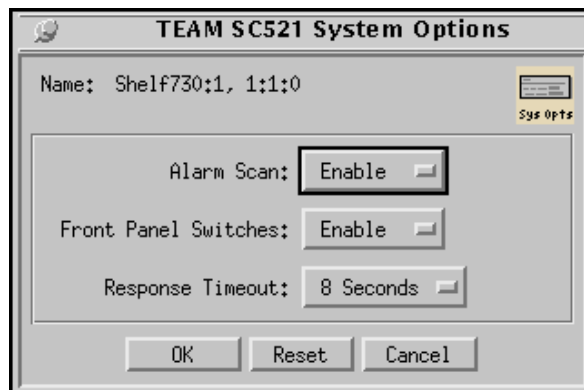 TEAM SC521 System Options
Name: Shelf730:1, 1:1:0
Sys Opts
Alarm Scan: Enable
Front Panel Switches: Enable
Response Timeout: 8 Seconds
OK Reset Cancel